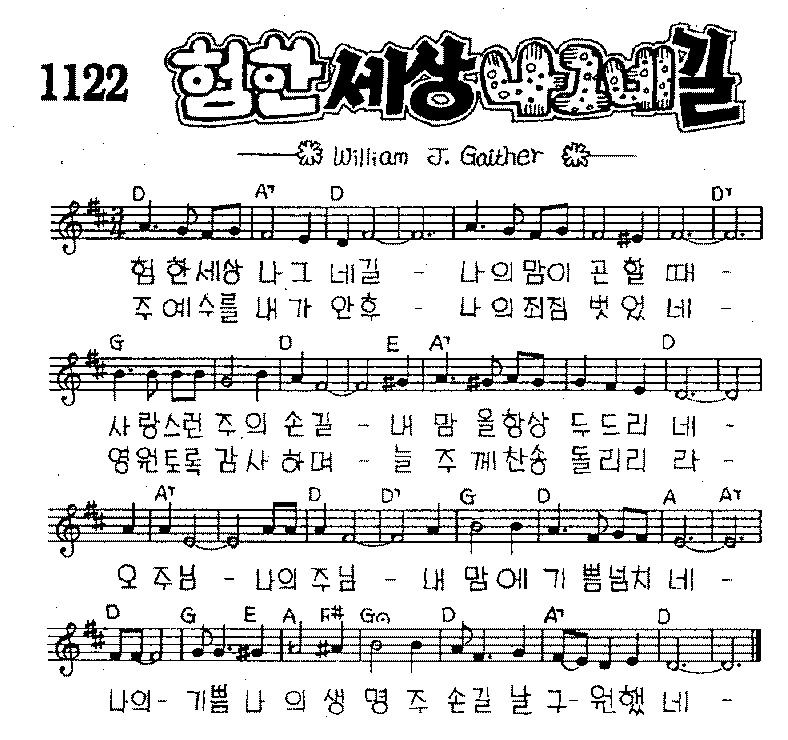 1122 험한세상 나그네길
William J. Gaither
D A7 D D7
험 한 세상 나 그 네 길 - 나 의 맘 이 곤 할 때 -
주 예 수 를 내 가 안 후 - 나 의 죄 짐 벗 었 네 -
G D E A7 D
사 랑 스 런 주 의 손 길 - 내 맘 을 항 상 두 드 리 네 -
영 원 토 록 감 사 하 며 - 늘 주 께 찬 송 돌 리 리 라 -
A7 D D7 G D A A7
오 주 님 - 나 의 주 님 - 내 맘 에 기 쁨 넘 치 네 -
D G E A F# G D A7 D
나 의 - 기 쁨 나 의 생 명 주 손 길 날 구 - 원 했 네 -